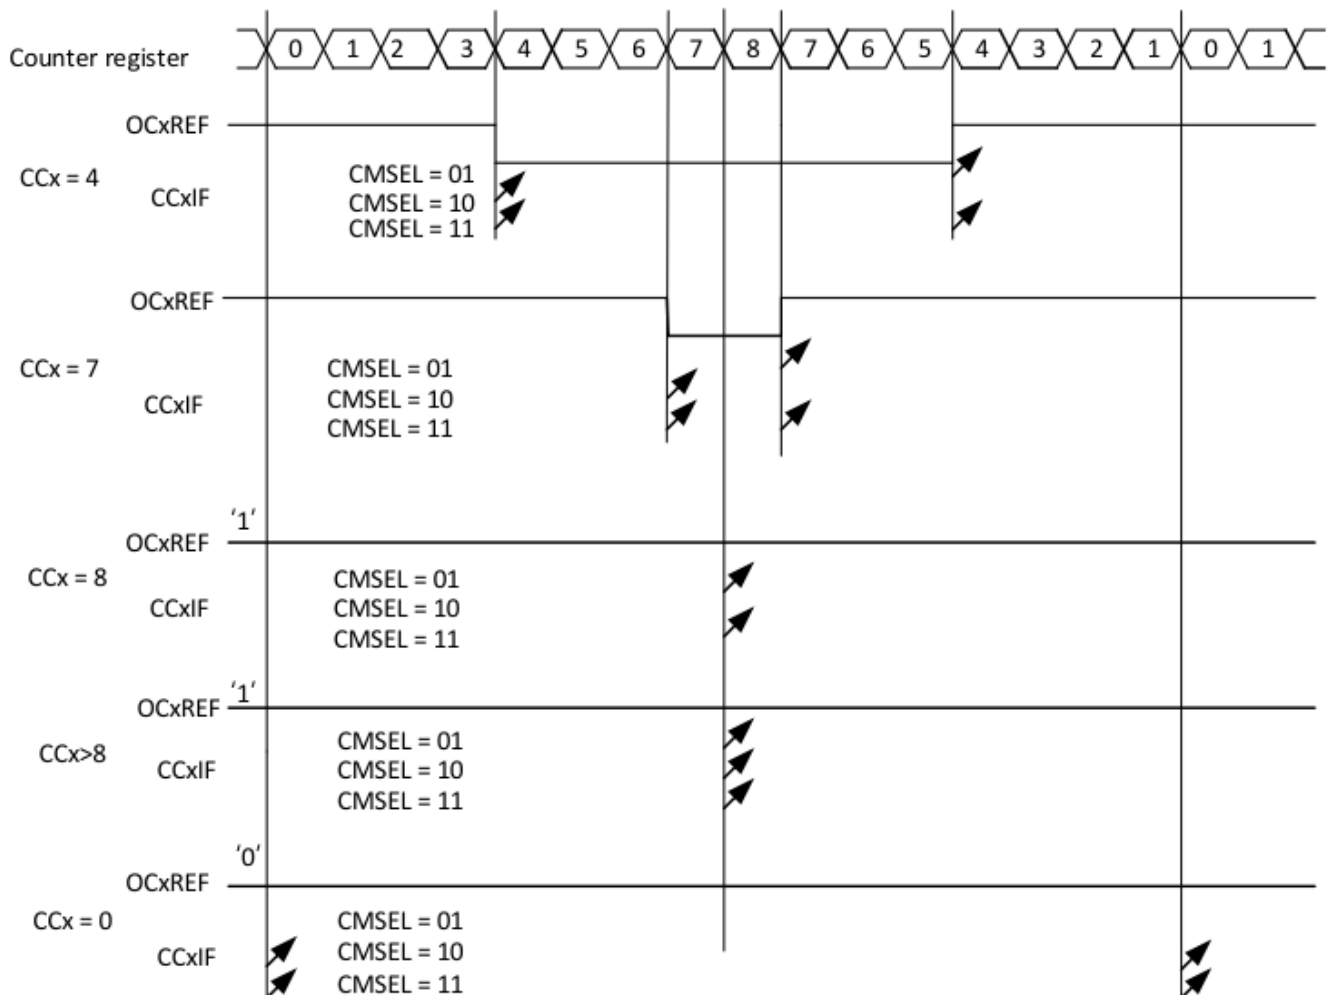 Counter register 0 1 2 3 4 5 6 7 8 7 6 5 4 3 2 1 0 1
OCxREF
CCx = 4
CCxIF
CMSEL = 01
CMSEL = 10
CMSEL = 11
OCxREF
CCx = 7
CCxIF
CMSEL = 01
CMSEL = 10
CMSEL = 11
'1'
OCxREF
CCx = 8
CCxIF
CMSEL = 01
CMSEL = 10
CMSEL = 11
'1'
OCxREF
CCx>8
CCxIF
CMSEL = 01
CMSEL = 10
CMSEL = 11
'0'
OCxREF
CCx = 0
CCxIF
CMSEL = 01
CMSEL = 10
CMSEL = 11